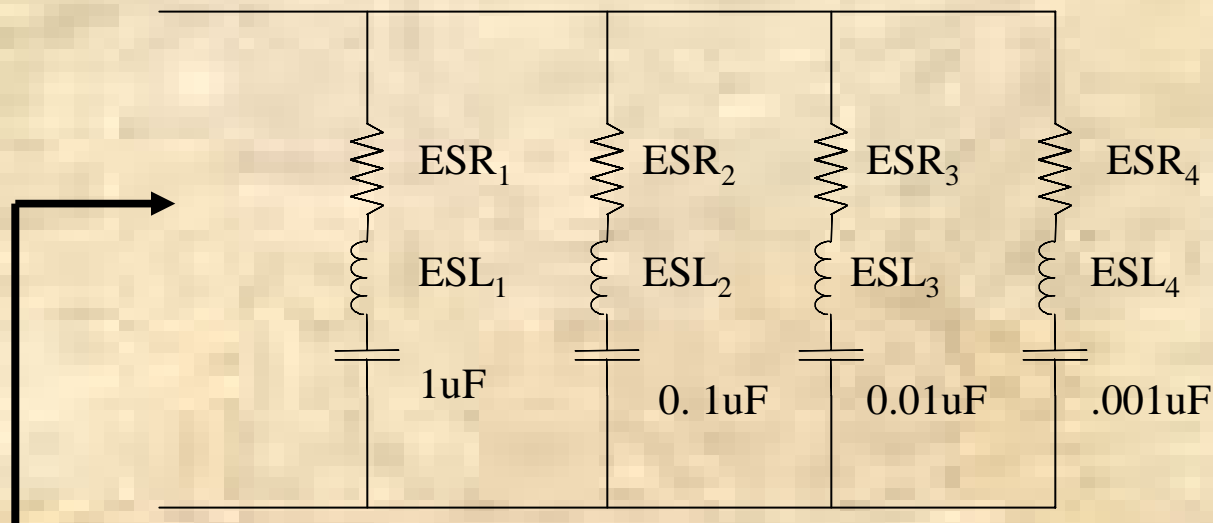 ESR₁ ESR₂ ESR₃ ESR₄
ESL₁ ESL₂ ESL₃ ESL₄
1uF 0. 1uF 0.01uF .001uF